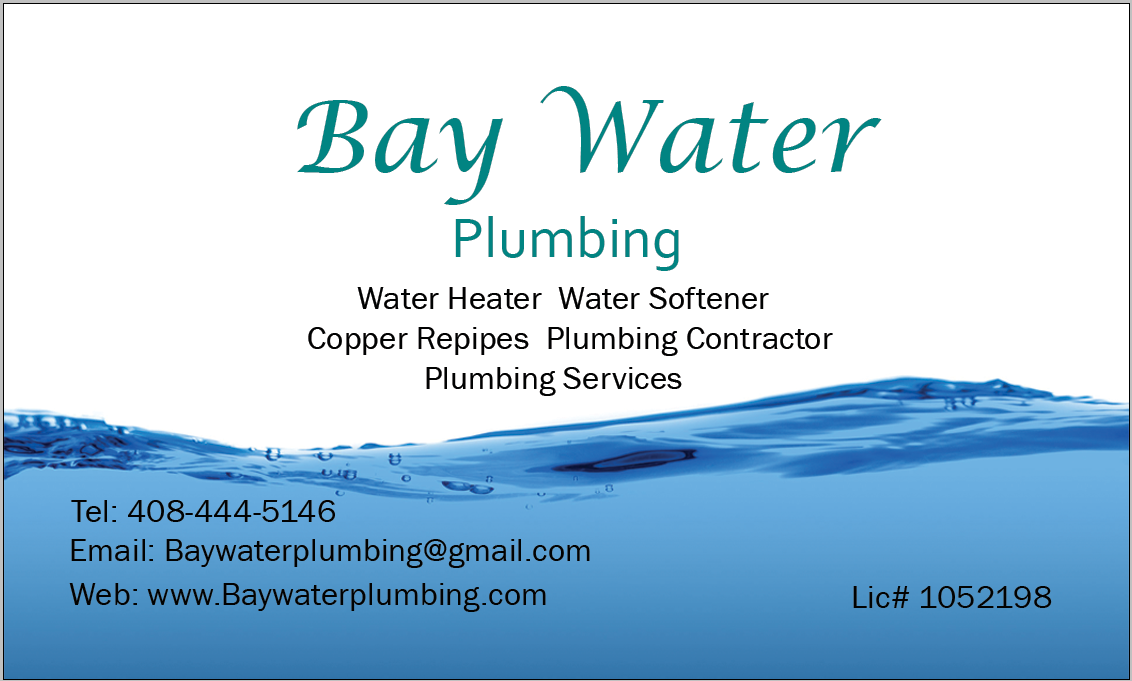 Bay Water
Plumbing
Water Heater  Water Softener
Copper Repipes  Plumbing Contractor
Plumbing Services
Tel: 408-444-5146
Email: Baywaterplumbing@gmail.com
Web: www.Baywaterplumbing.com
Lic# 1052198